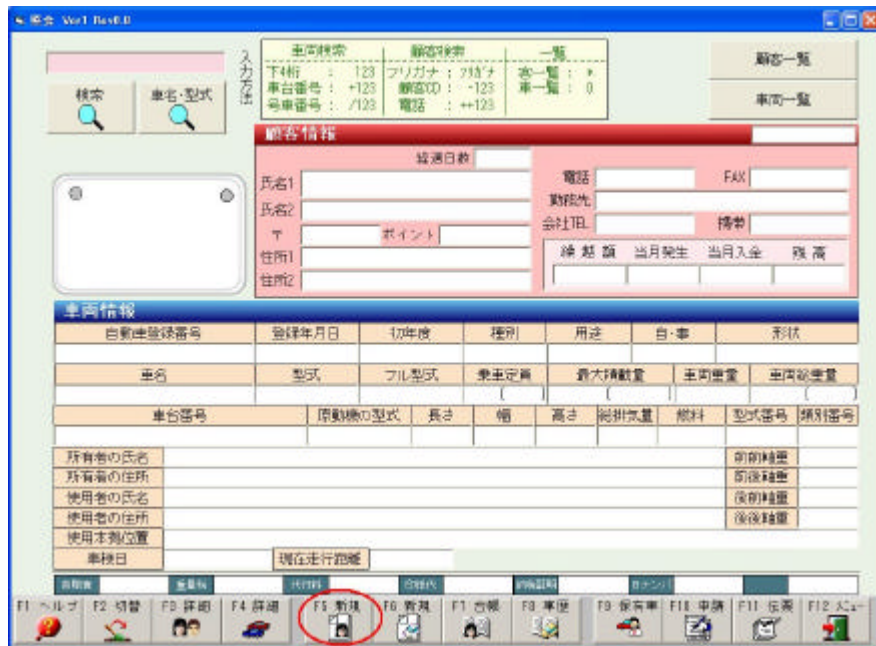 照会 Ver1 Rev0.0
入力方法
車両検索 顧客検索 一覧
下4桁 : 123 フリガナ : ﾌﾘｶﾞﾅ 客一覧 : *
車台番号 : +123 顧客CD : -123 車一覧 : 0
号車番号 : /123 電話 : ++123
検索 車名・型式
顧客一覧
車両一覧
顧客情報
経過日数
氏名1 電話 FAX
氏名2 勤務先
〒 ポイント 会社TEL 携帯
住所1 繰越額 当月発生 当月入金 残高
住所2
車両情報
自動車登録番号 登録年月日 初年度 種別 用途 自・事 形状
車名 型式 フル型式 乗車定員 最大積載量 車両重量 車両総重量
( ) ( ) ( )
車台番号 原動機の型式 長さ 幅 高さ 総排気量 燃料 型式番号 類別番号
所有者の氏名 前前軸重
所有者の住所 前後軸重
使用者の氏名 後前軸重
使用者の住所 後後軸重
使用本拠位置
車検日 現在走行距離
重量税 代行料 印紙代
F1 ヘルプ F2 切替 F3 詳細 F4 詳細 F5 新規 F6 新規 F7 台帳 F8 車歴 F9 保有車 F10 申請 F11 伝票 F12 メニュー